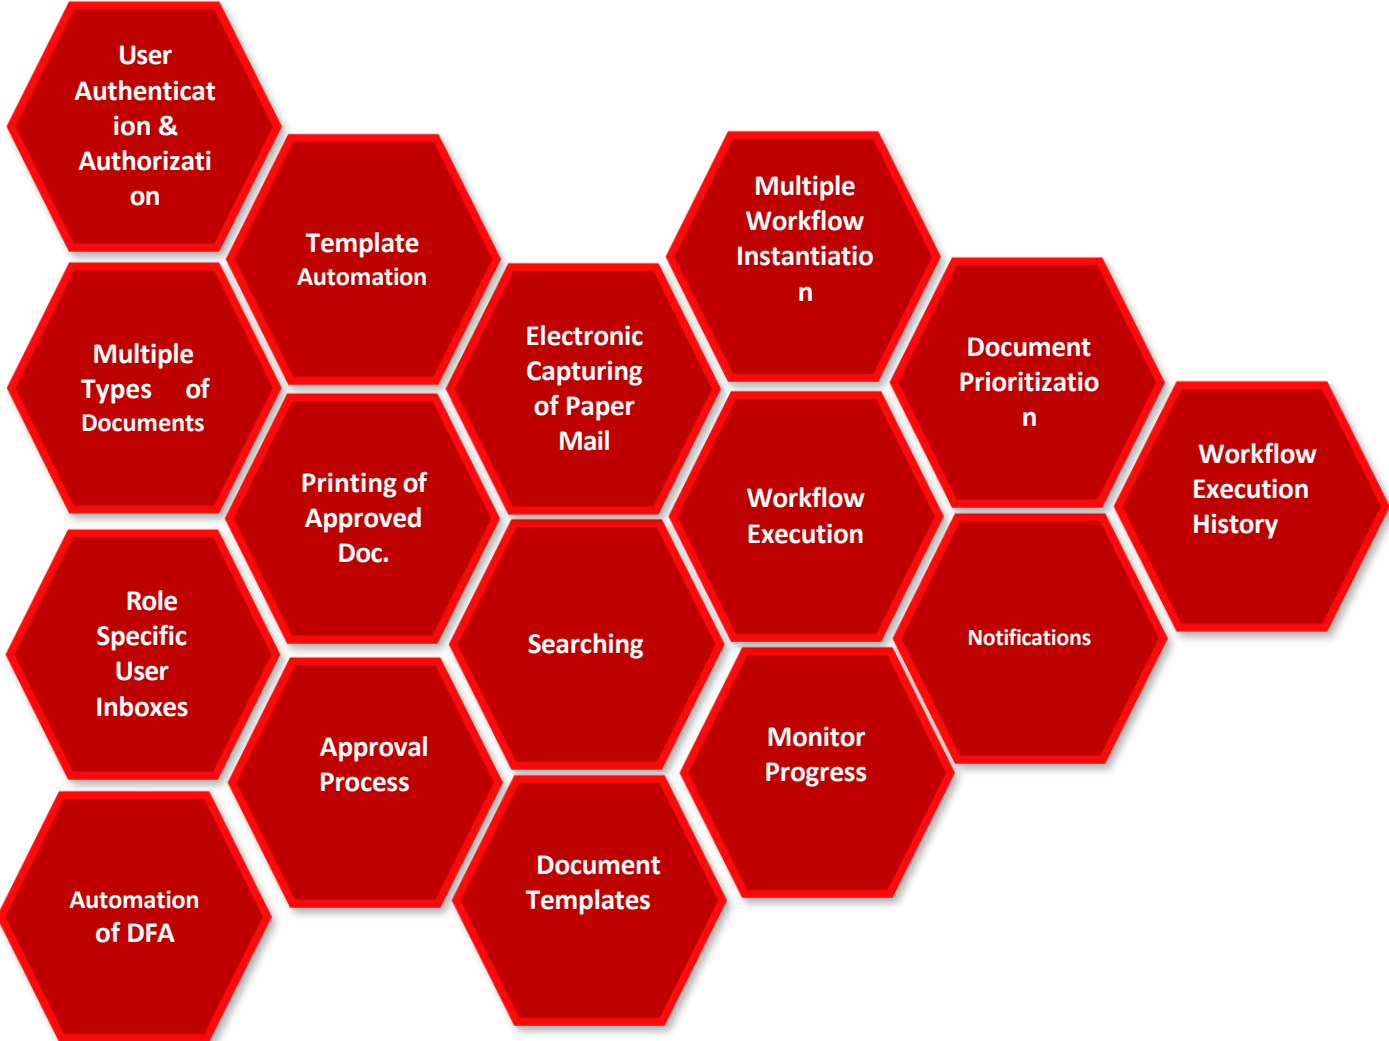 User
Authenticat
ion &
Authorizati
on
Multiple
Types of
Documents
Role
Specific
User
Inboxes
Automation
of DFA
Template
Automation
Printing of
Approved
Doc.
Approval
Process
Electronic
Capturing
of Paper
Mail
Searching
Document
Templates
Multiple
Workflow
Instantiatio
n
Workflow
Execution
Monitor
Progress
Document
Prioritizatio
n
Notifications
Workflow
Execution
History